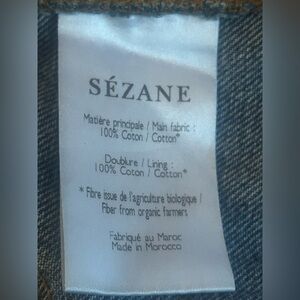 SÉZANE
Matière principale / Main fabric :
100% Coton / Cotton*
Doublure / Lining :
100% Coton / Cotton*
* Fibre issue de l'agriculture biologique /
Fiber from organic farmers
Fabriqué au Maroc
Made in Morocco